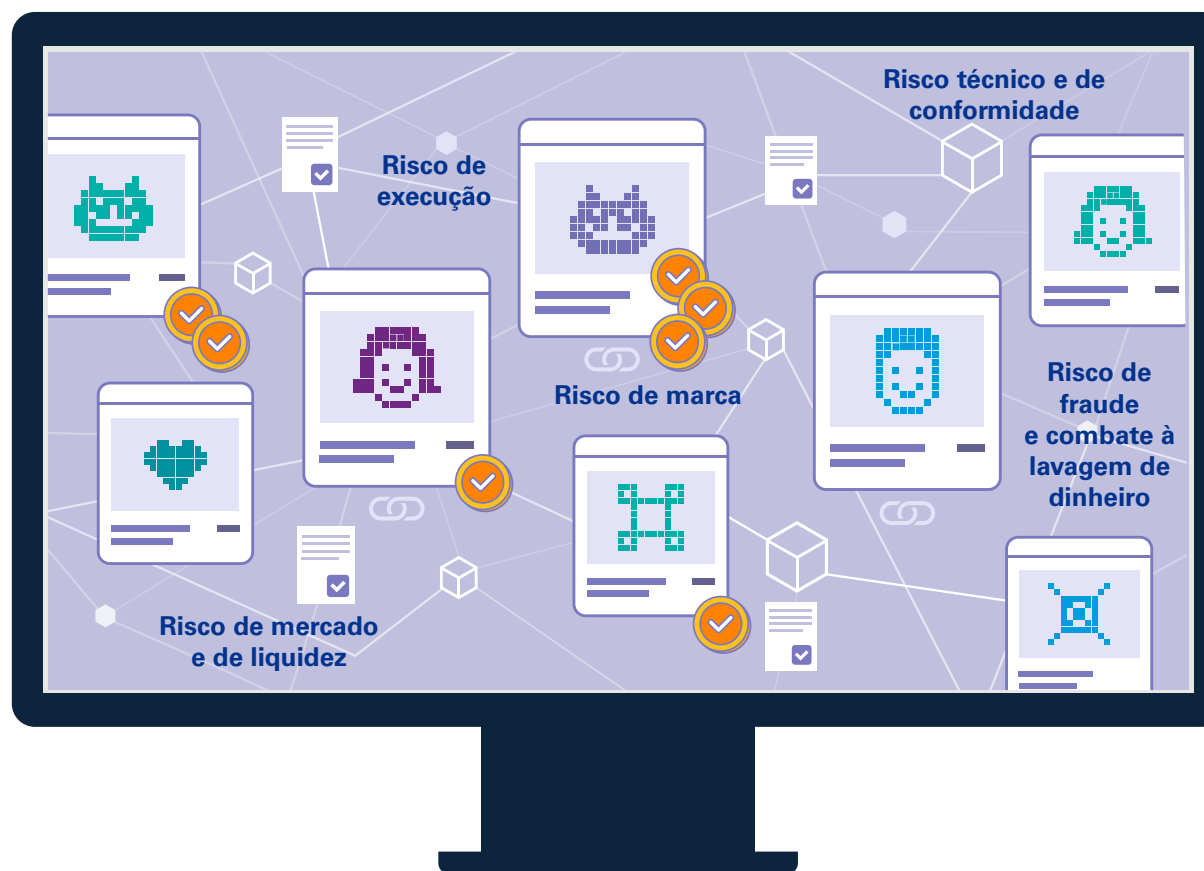 Risco técnico e de
conformidade
Risco de
execução
Risco de marca
Risco de
fraude
e combate à
lavagem de
dinheiro
Risco de mercado
e de liquidez